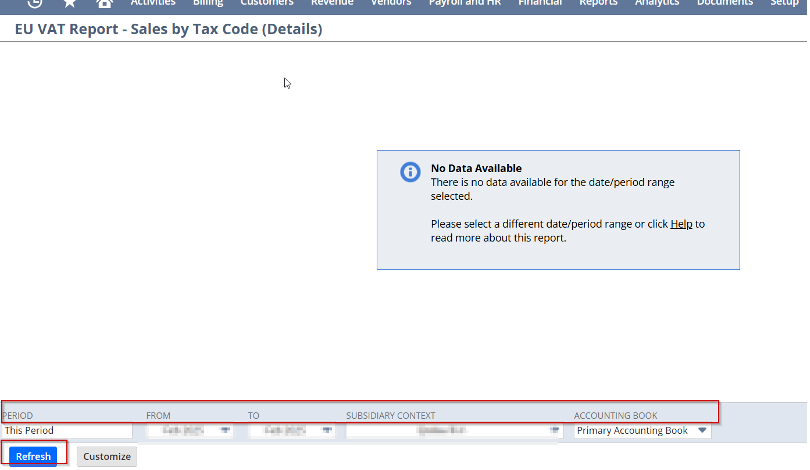 Activities Billing Customers Revenue Vendors Payroll and HR Financial Reports Analytics Documents Setup
EU VAT Report - Sales by Tax Code (Details)
No Data Available
There is no data available for the date/period range
selected.
Please select a different date/period range or click Help to
read more about this report.
PERIOD FROM TO SUBSIDIARY CONTEXT ACCOUNTING BOOK
This Period Primary Accounting Book
Refresh Customize